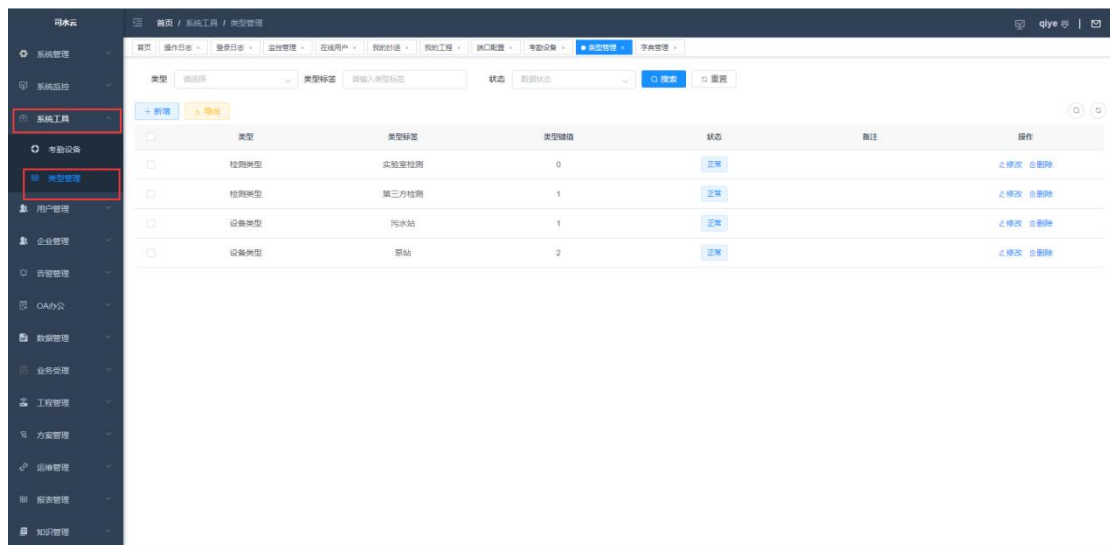 司水云
首页 / 系统工具 / 类型管理
qiye
系统管理
系统监控
系统工具
考勤设备
类型管理
用户管理
企业管理
告警管理
OA办公
数据管理
业务受理
工程管理
方案管理
运维管理
报表管理
知识管理
首页 操作日志 × 登录日志 × 监控管理 × 在线用户 × 我的抄送 × 我的工程 × 端口配置 × 考勤设备 × 类型管理 × 字典管理 ×
类型 请选择 类型标签 请输入类型标签 状态 数据状态 搜索 重置
+ 新增 导出
类型 类型标签 类型键值 状态 备注 操作
检测类型 实验室检测 0 正常 修改 删除
检测类型 第三方检测 1 正常 修改 删除
设备类型 污水站 1 正常 修改 删除
设备类型 泵站 2 正常 修改 删除